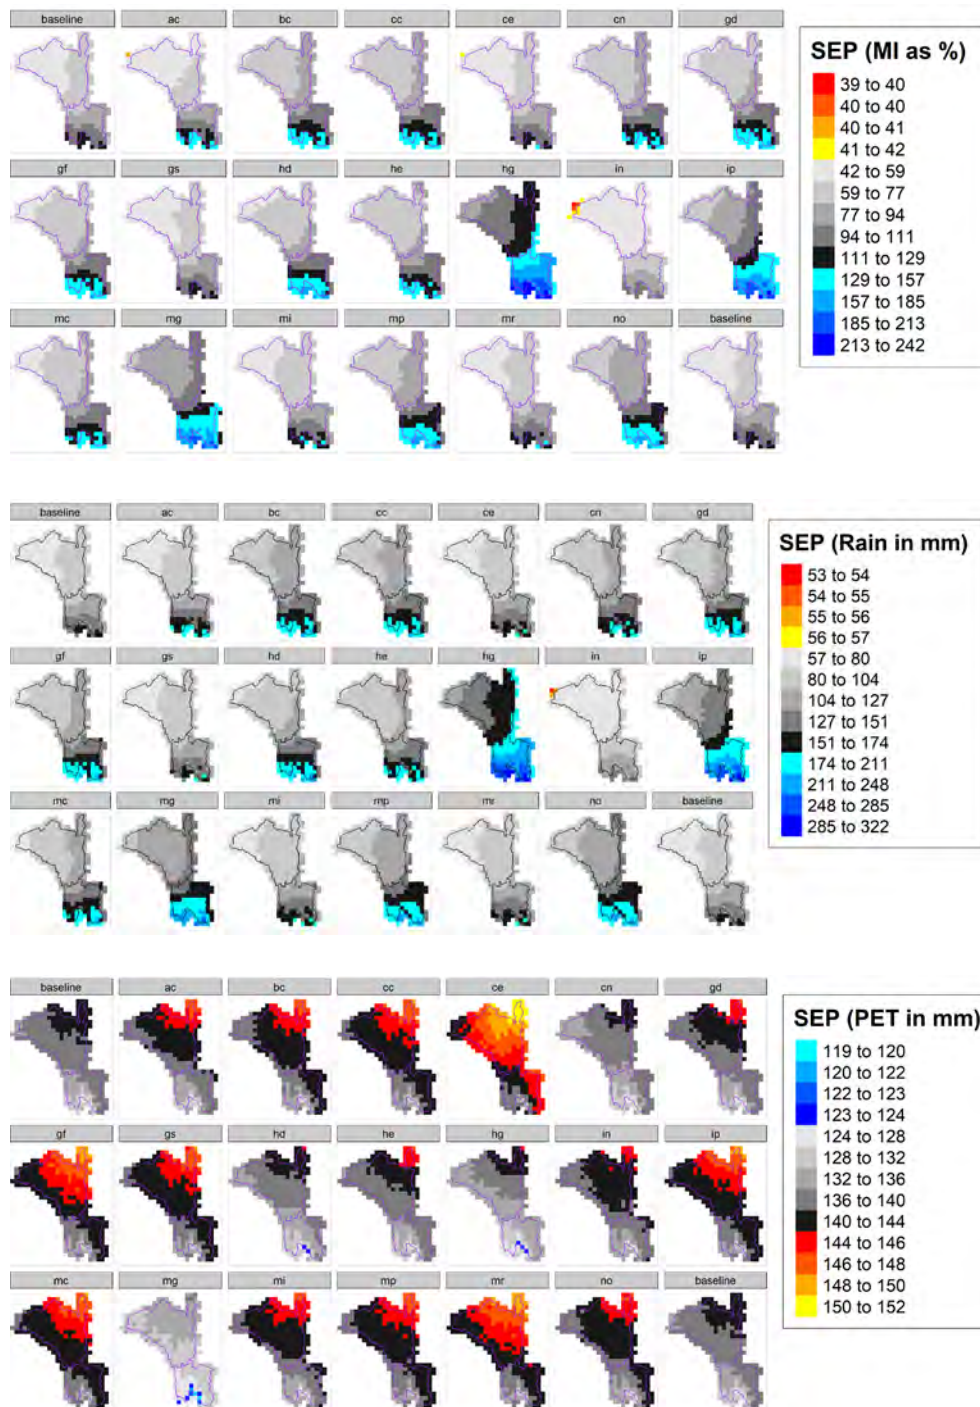 baseline ac bc cc ce cn gd
gf gs hd he hg in ip
mc mg mi mp mr no baseline
SEP (MI as %)
39 to 40
40 to 40
40 to 41
41 to 42
42 to 59
59 to 77
77 to 94
94 to 111
111 to 129
129 to 157
157 to 185
185 to 213
213 to 242
baseline ac bc cc ce cn gd
gf gs hd he hg in ip
mc mg mi mp mr no baseline
SEP (Rain in mm)
53 to 54
54 to 55
55 to 56
56 to 57
57 to 80
80 to 104
104 to 127
127 to 151
151 to 174
174 to 211
211 to 248
248 to 285
285 to 322
baseline ac bc cc ce cn gd
gf gs hd he hg in ip
mc mg mi mp mr no baseline
SEP (PET in mm)
119 to 120
120 to 122
122 to 123
123 to 124
124 to 128
128 to 132
132 to 136
136 to 140
140 to 144
144 to 146
146 to 148
148 to 150
150 to 152